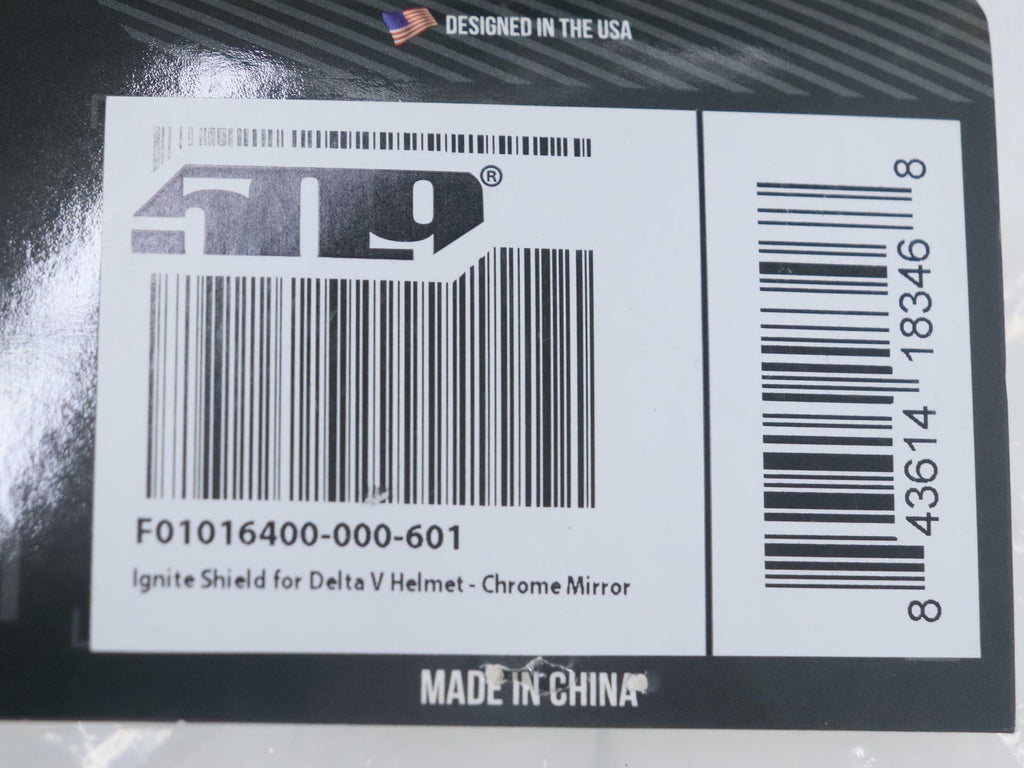 DESIGNED IN THE USA
509®
F01016400-000-601
Ignite Shield for Delta V Helmet - Chrome Mirror
8 43614 18346 8
MADE IN CHINA